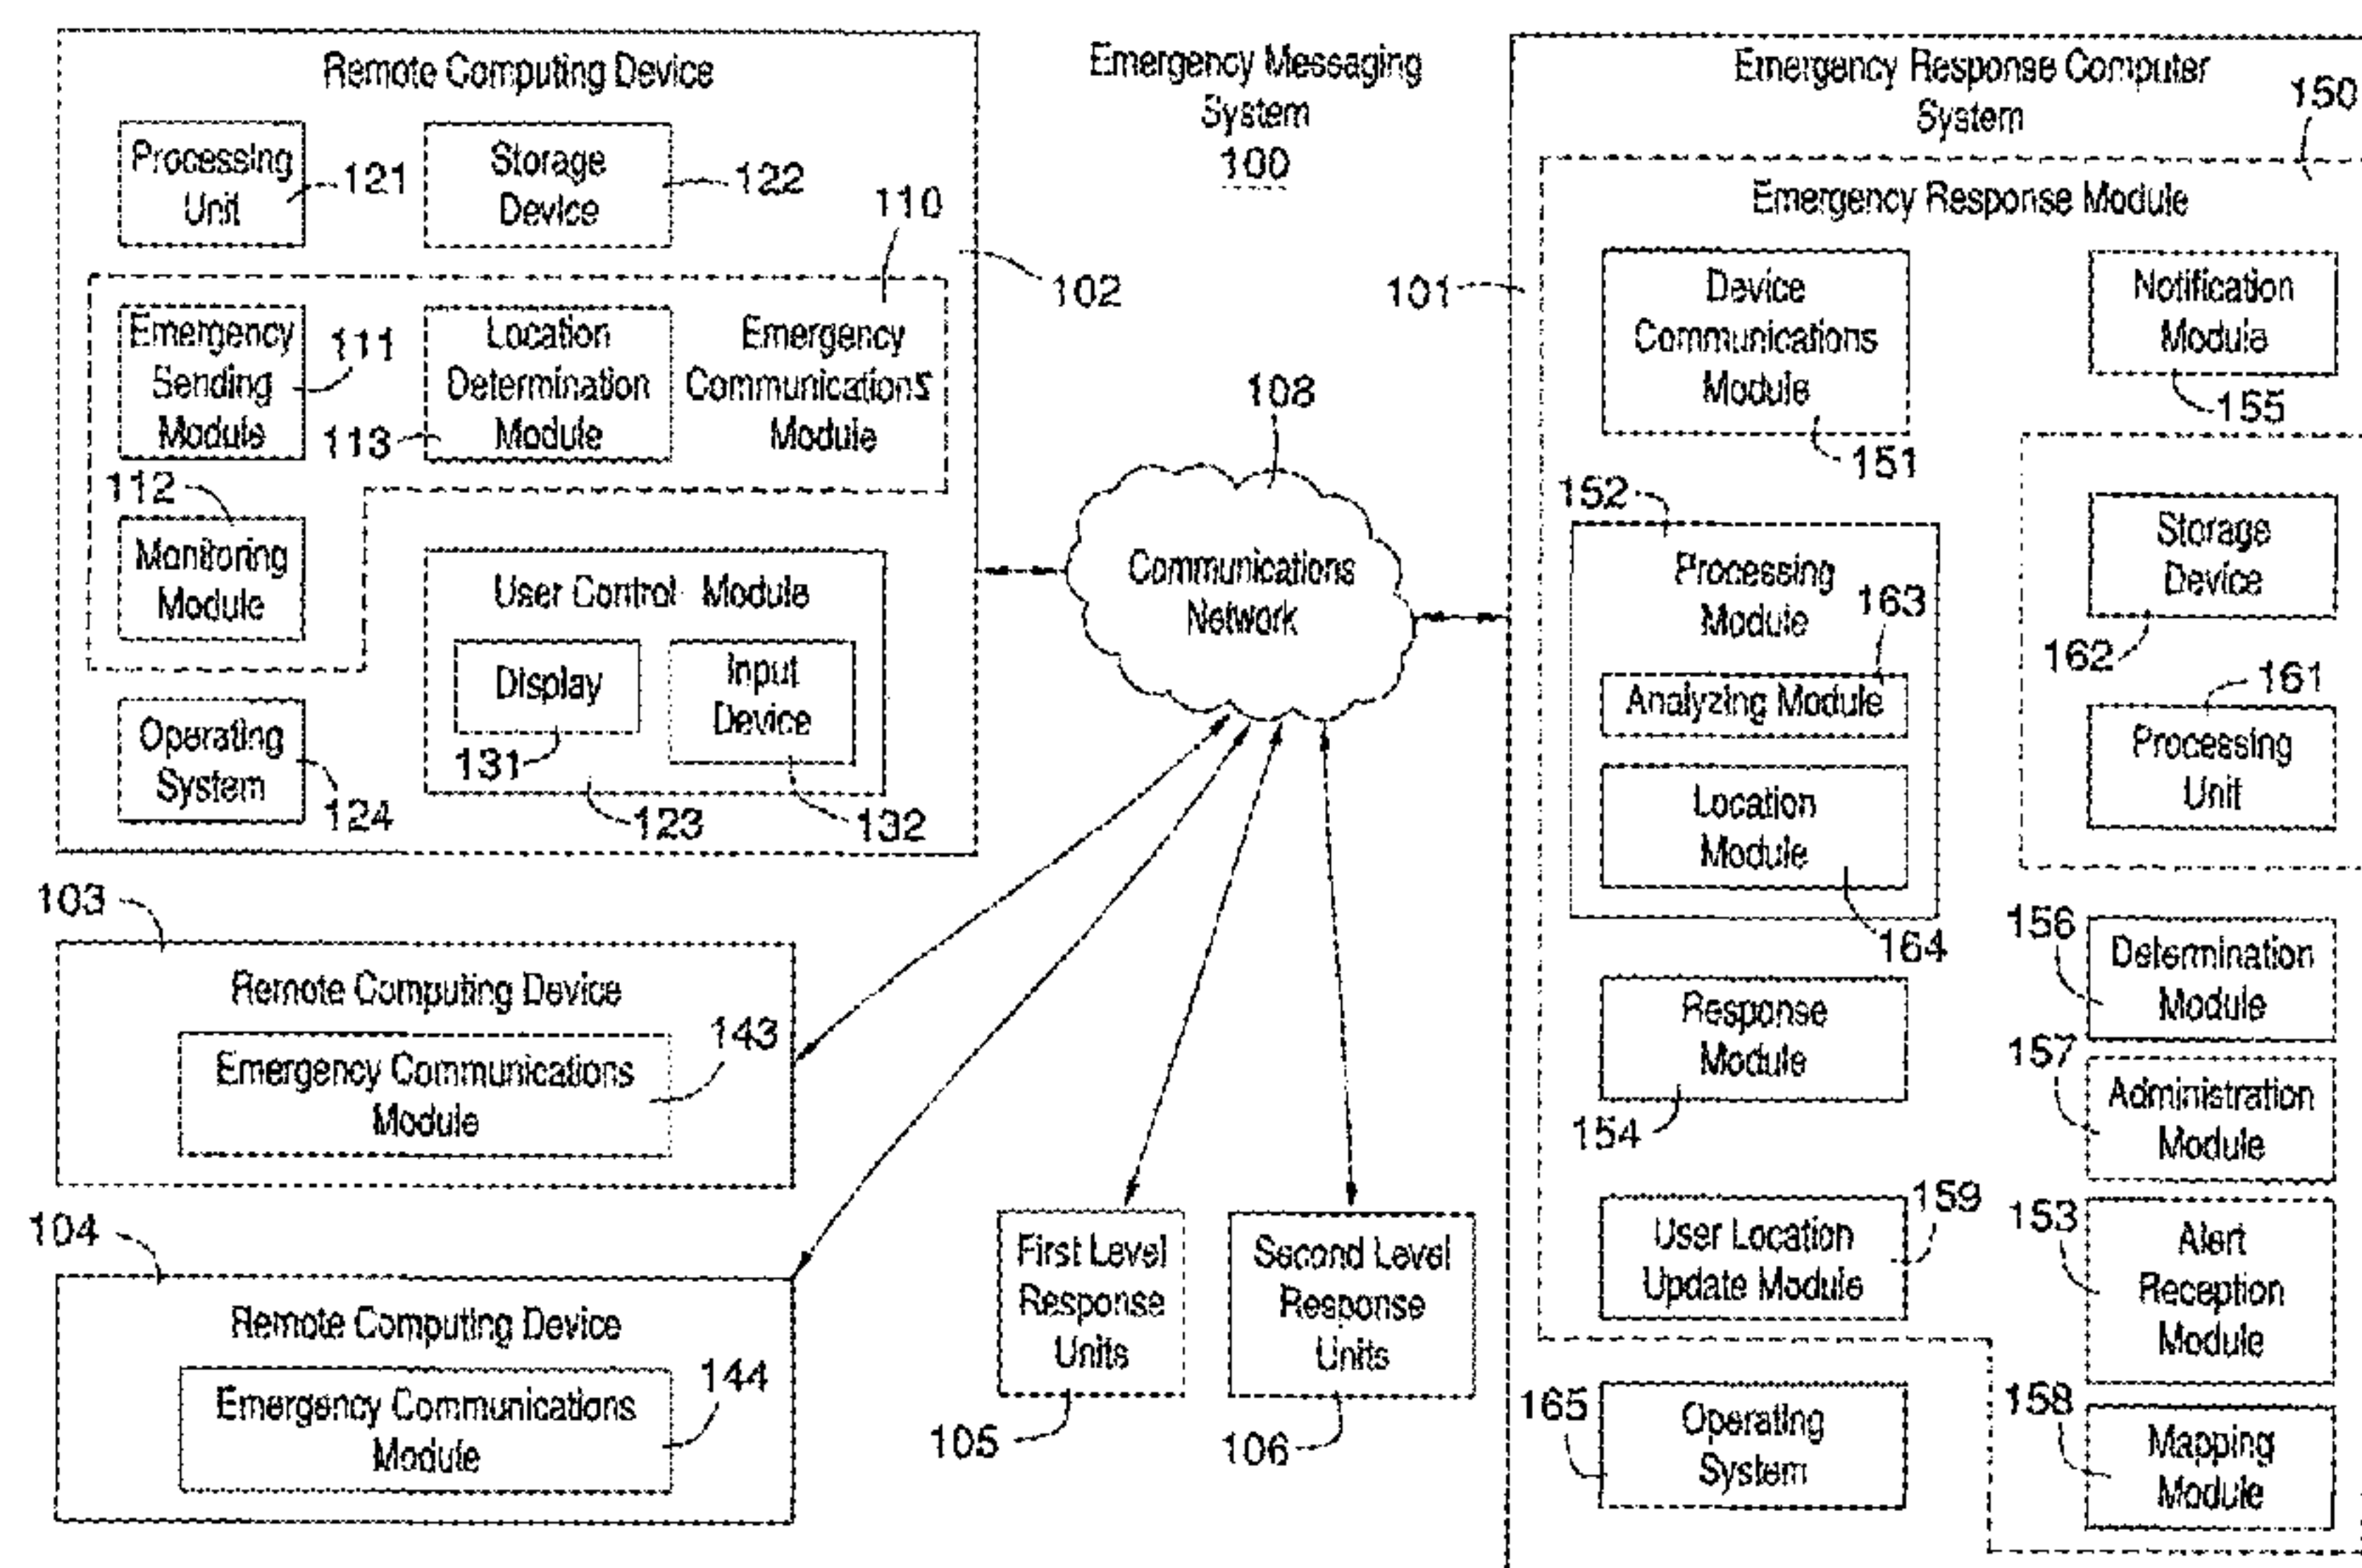 Remote Computing Device
Processing
Unit
121
Storage
Device
122
110
102
Emergency
Sending
Module
111
Location
Determination
Module
113
Emergency
Communications
Module
112
Monitoring
Module
User Control Module
Display
131
Input
Device
132
123
Operating
System
124
103
Remote Computing Device
Emergency Communications
Module
143
104
Remote Computing Device
Emergency Communications
Module
144
Emergency Messaging
System
100
108
Communications
Network
First Level
Response
Units
105
Second Level
Response
Units
106
Emergency Response Computer
System
150
101
Emergency Response Module
Device
Communications
Module
151
Notification
Module
155
152
Processing
Module
163
Analyzing Module
Location
Module
164
Storage
Device
162
161
Processing
Unit
Response
Module
154
156
Determination
Module
157
Administration
Module
User Location
Update Module
159
153
Alert
Reception
Module
165
Operating
System
158
Mapping
Module